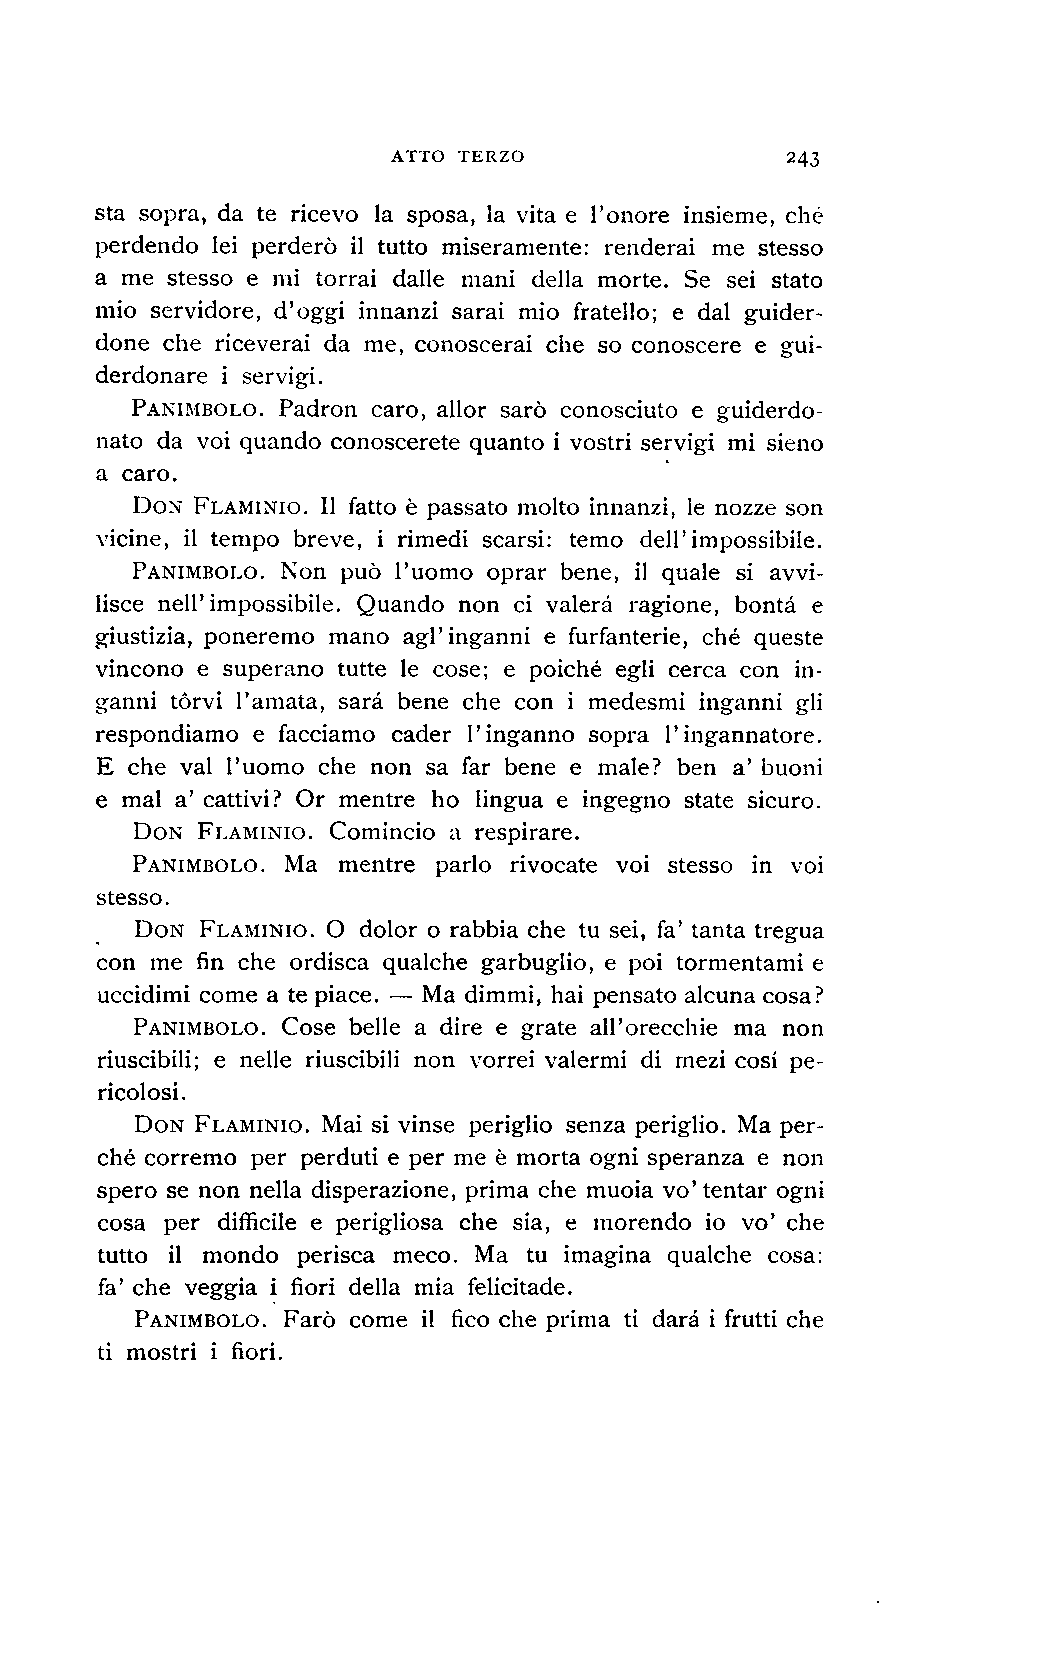 ATTO TERZO 243
sta sopra, da te ricevo la sposa, la vita e l'onore insieme, ché
perdendo lei perderò il tutto miseramente: renderai me stesso
a me stesso e mi torrai dalle mani della morte. Se sei stato
mio servidore, d'oggi innanzi sarai mio fratello; e dal guider-
done che riceverai da me, conoscerai che so conoscere e gui-
derdonare i servigi.
PANIMBOLO. Padron caro, allor sarò conosciuto e guiderdo-
nato da voi quando conoscerete quanto i vostri servigi mi sieno
a caro.
DON FLAMINIO. Il fatto è passato molto innanzi, le nozze son
vicine, il tempo breve, i rimedi scarsi: temo dell'impossibile.
PANIMBOLO. Non può l'uomo oprar bene, il quale si avvi-
lisce nell'impossibile. Quando non ci valerá ragione, bontá e
giustizia, poneremo mano agl'inganni e furfanterie, ché queste
vincono e superano tutte le cose; e poiché egli cerca con in-
ganni tôrvi l'amata, sará bene che con i medesmi inganni gli
respondiamo e facciamo cader l'inganno sopra l'ingannatore.
E che val l'uomo che non sa far bene e male? ben a' buoni
e mal a' cattivi? Or mentre ho lingua e ingegno state sicuro.
DON FLAMINIO. Comincio a respirare.
PANIMBOLO. Ma mentre parlo rivocate voi stesso in voi
stesso.
DON FLAMINIO. O dolor o rabbia che tu sei, fa' tanta tregua
con me fin che ordisca qualche garbuglio, e poi tormentami e
uccidimi come a te piace. — Ma dimmi, hai pensato alcuna cosa?
PANIMBOLO. Cose belle a dire e grate all'orecchie ma non
riuscibili; e nelle riuscibili non vorrei valermi di mezi cosí pe-
ricolosi.
DON FLAMINIO. Mai si vinse periglio senza periglio. Ma per-
ché corremo per perduti e per me è morta ogni speranza e non
spero se non nella disperazione, prima che muoia vo' tentar ogni
cosa per difficile e perigliosa che sia, e morendo io vo' che
tutto il mondo perisca meco. Ma tu imagina qualche cosa:
fa' che veggia i fiori della mia felicitade.
PANIMBOLO. Farò come il fico che prima ti dará i frutti che
ti mostri i fiori.